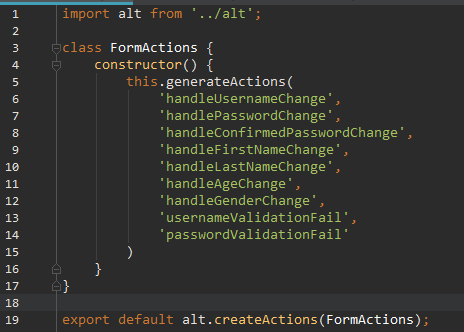 1 import alt from '../alt';
2
3 class FormActions {
4     constructor() {
5         this.generateActions(
6             'handleUsernameChange',
7             'handlePasswordChange',
8             'handleConfirmedPasswordChange',
9             'handleFirstNameChange',
10             'handleLastNameChange',
11             'handleAgeChange',
12             'handleGenderChange',
13             'usernameValidationFail',
14             'passwordValidationFail'
15         )
16     }
17 }
18
19 export default alt.createActions(FormActions);